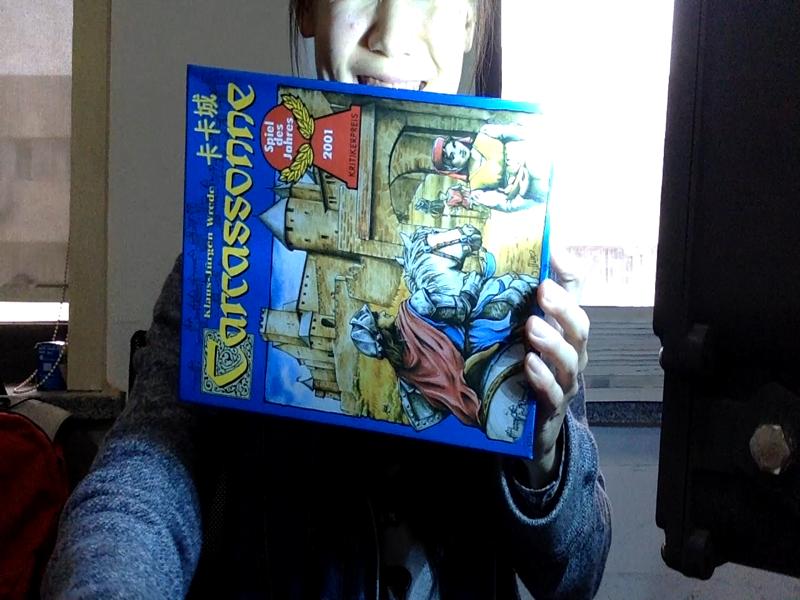 卡卡城
Klaus-Jürgen Wrede
Carcassonne
Spiel
des
Jahres
2001
KRITIKERPREIS